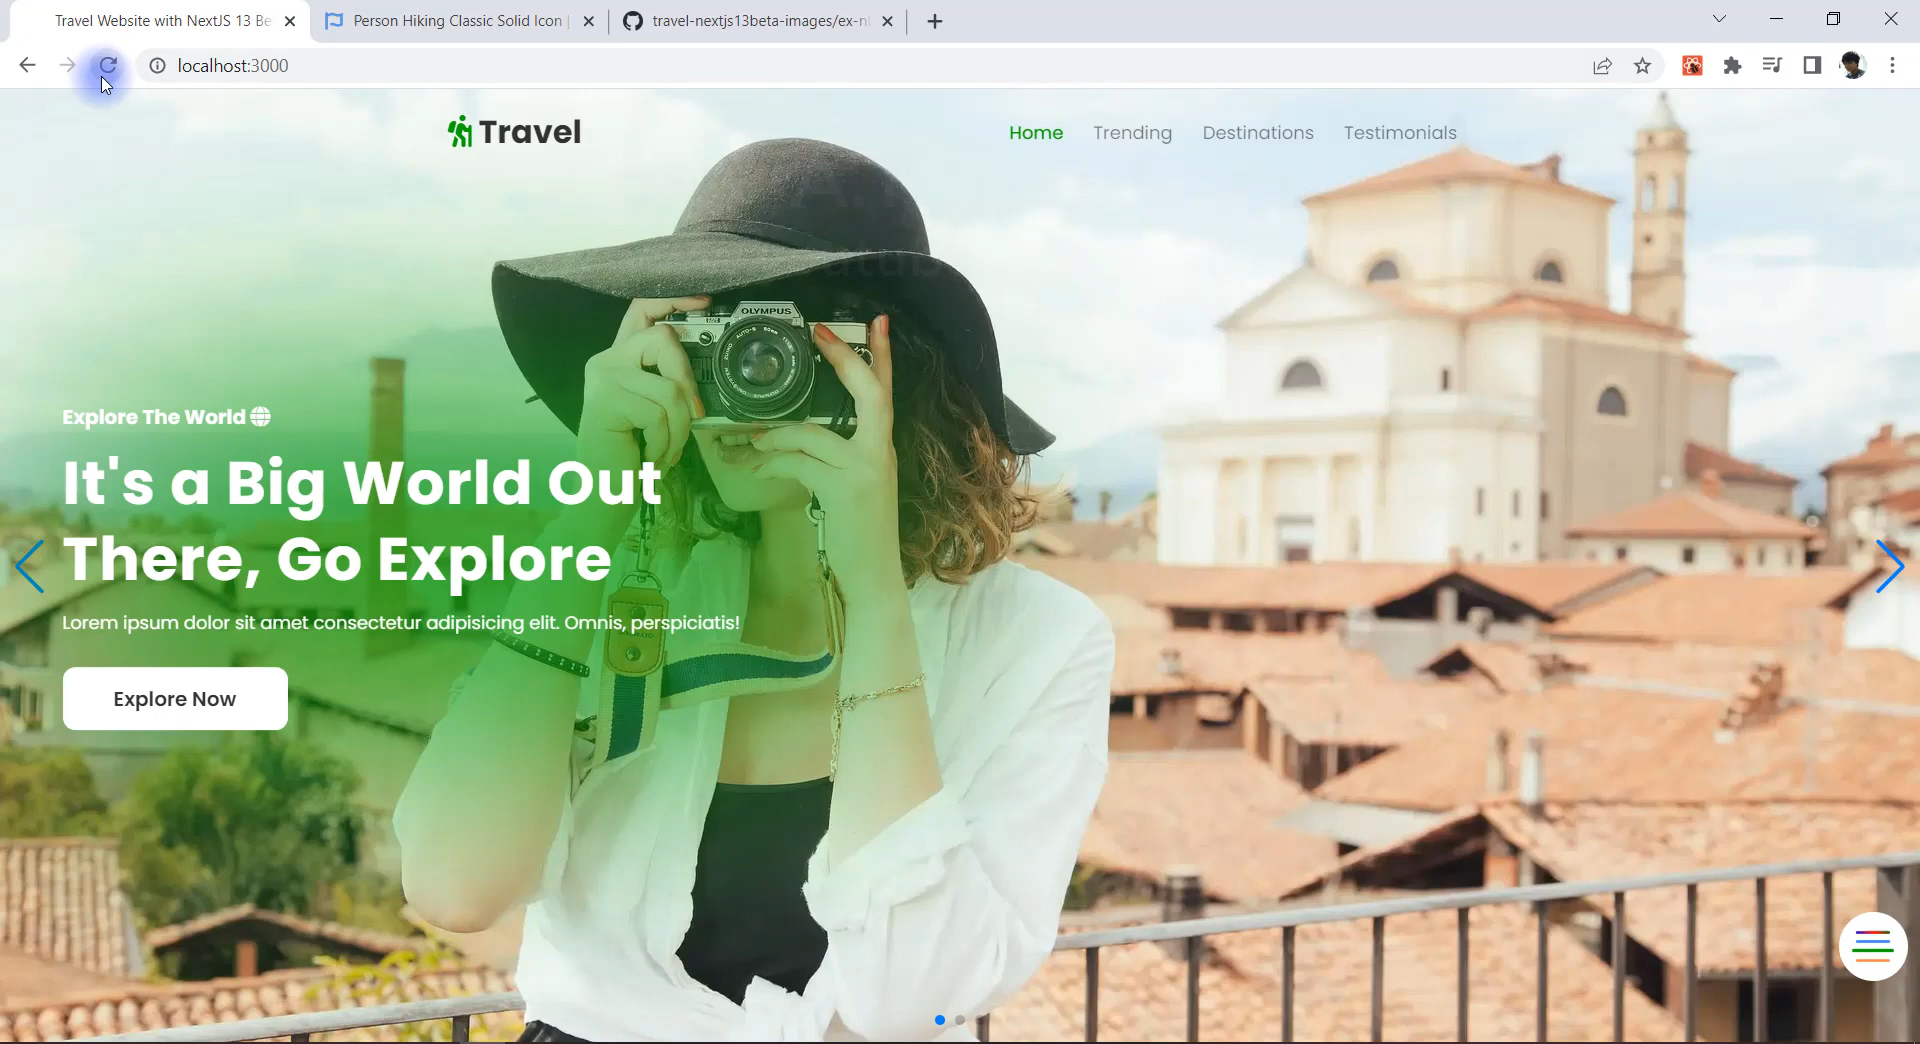 Travel Website with NextJS 13 Be
Person Hiking Classic Solid Icon |
travel-nextjs13beta-images/ex-nl
localhost:3000
Travel
Home
Trending
Destinations
Testimonials
OLYMPUS
Explore The World
It's a Big World Out
There, Go Explore
Lorem ipsum dolor sit amet consectetur adipisicing elit. Omnis, perspiciatis!
Explore Now